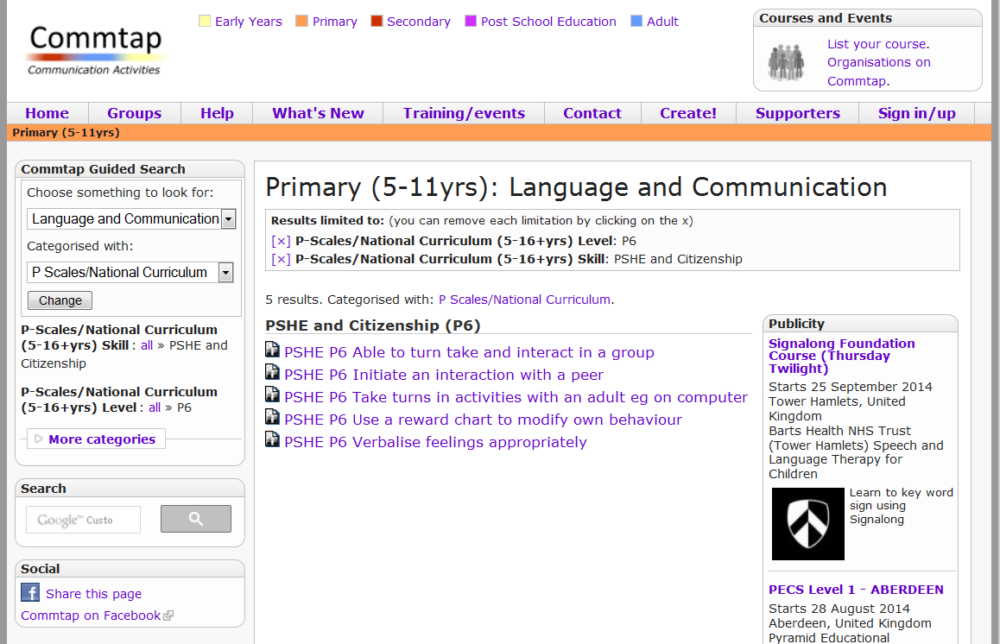 Commtap
Communication Activities
Early Years
Primary
Secondary
Post School Education
Adult
Courses and Events
List your course.
Organisations on
Commtap.
Home
Groups
Help
What's New
Training/events
Contact
Create!
Supporters
Sign in/up
Primary (5-11yrs)
Commtap Guided Search
Choose something to look for:
Language and Communication
Categorised with:
P Scales/National Curriculum
Change
P-Scales/National Curriculum
(5-16+yrs) Skill : all » PSHE and
Citizenship
P-Scales/National Curriculum
(5-16+yrs) Level : all » P6
More categories
Search
Google™ Custo
Social
Share this page
Commtap on Facebook
Primary (5-11yrs): Language and Communication
Results limited to: (you can remove each limitation by clicking on the x)
[×] P-Scales/National Curriculum (5-16+yrs) Level: P6
[×] P-Scales/National Curriculum (5-16+yrs) Skill: PSHE and Citizenship
5 results. Categorised with: P Scales/National Curriculum.
PSHE and Citizenship (P6)
PSHE P6 Able to turn take and interact in a group
PSHE P6 Initiate an interaction with a peer
PSHE P6 Take turns in activities with an adult eg on computer
PSHE P6 Use a reward chart to modify own behaviour
PSHE P6 Verbalise feelings appropriately
Publicity
Signalong Foundation
Course (Thursday
Twilight)
Starts 25 September 2014
Tower Hamlets, United
Kingdom
Barts Health NHS Trust
(Tower Hamlets) Speech and
Language Therapy for
Children
Learn to key word
sign using
Signalong
PECS Level 1 - ABERDEEN
Starts 28 August 2014
Aberdeen, United Kingdom
Pyramid Educational